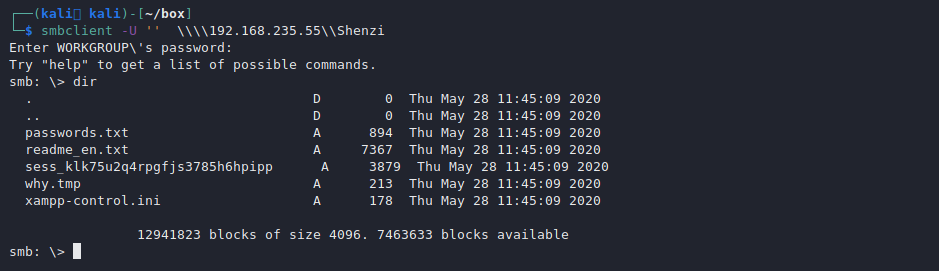 ┌──(kali㉿kali)-[~/box]
└─$ smbclient -U ''  \\\\192.168.235.55\\Shenzi
Enter WORKGROUP\'s password:
Try "help" to get a list of possible commands.
smb: \> dir
  .                                   D        0  Thu May 28 11:45:09 2020
  ..                                  D        0  Thu May 28 11:45:09 2020
  passwords.txt                       A      894  Thu May 28 11:45:09 2020
  readme_en.txt                       A     7367  Thu May 28 11:45:09 2020
  sess_klk75u2q4rpgfjs3785h6hpipp      A     3879  Thu May 28 11:45:09 2020
  why.tmp                             A      213  Thu May 28 11:45:09 2020
  xampp-control.ini                   A      178  Thu May 28 11:45:09 2020
                12941823 blocks of size 4096. 7463633 blocks available
smb: \>